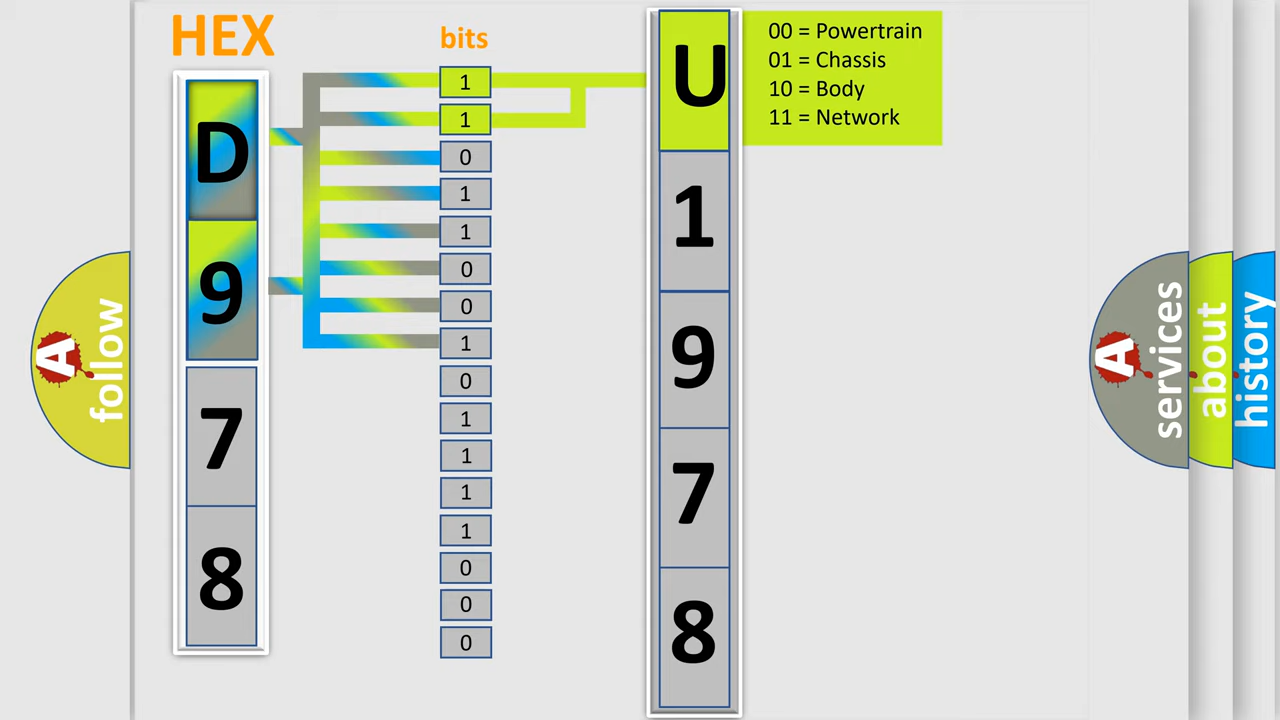 HEX
bits
D
9
7
8
1
1
0
1
1
0
0
1
0
1
1
1
1
0
0
0
U
1
9
7
8
00 = Powertrain
01 = Chassis
10 = Body
11 = Network
A
follow
A
services
about
history